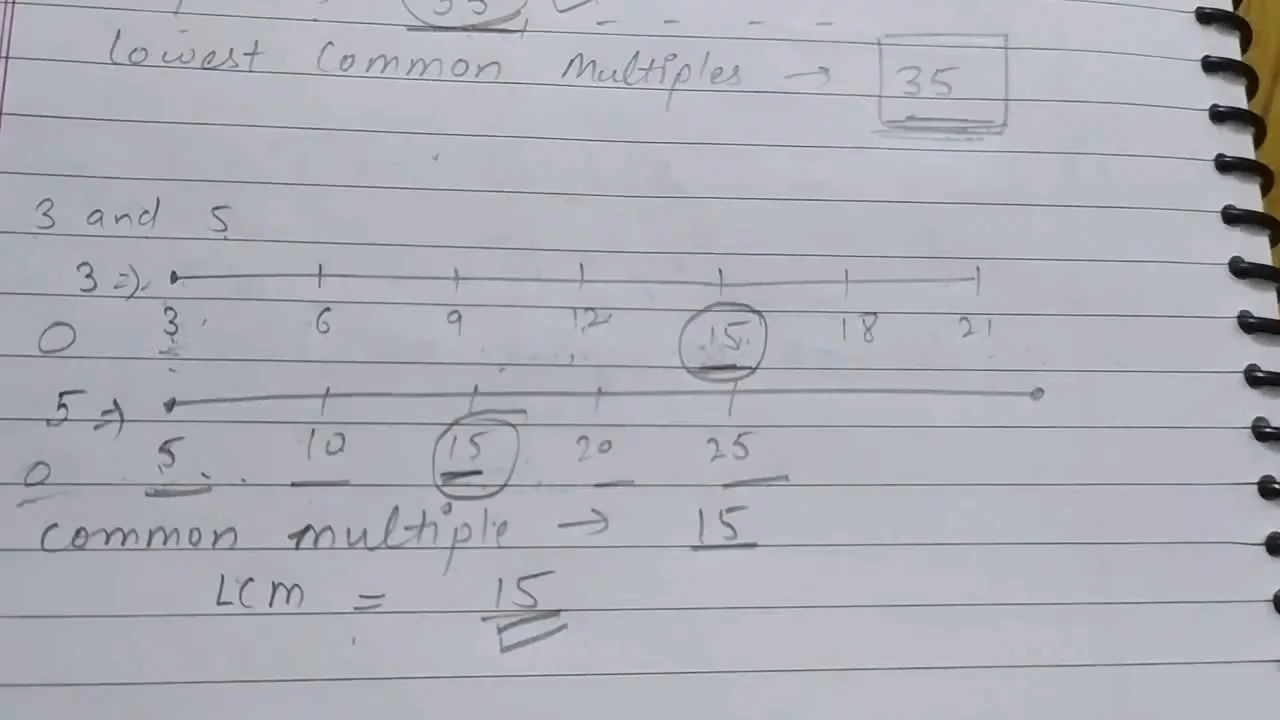 35
Lowest Common Multiples → 35
3 and 5
3 ⇒
3 6 9 12 15 18 21
0
5 ⇒
5 10 15 20 25
0
common multiple → 15
LCM = 15